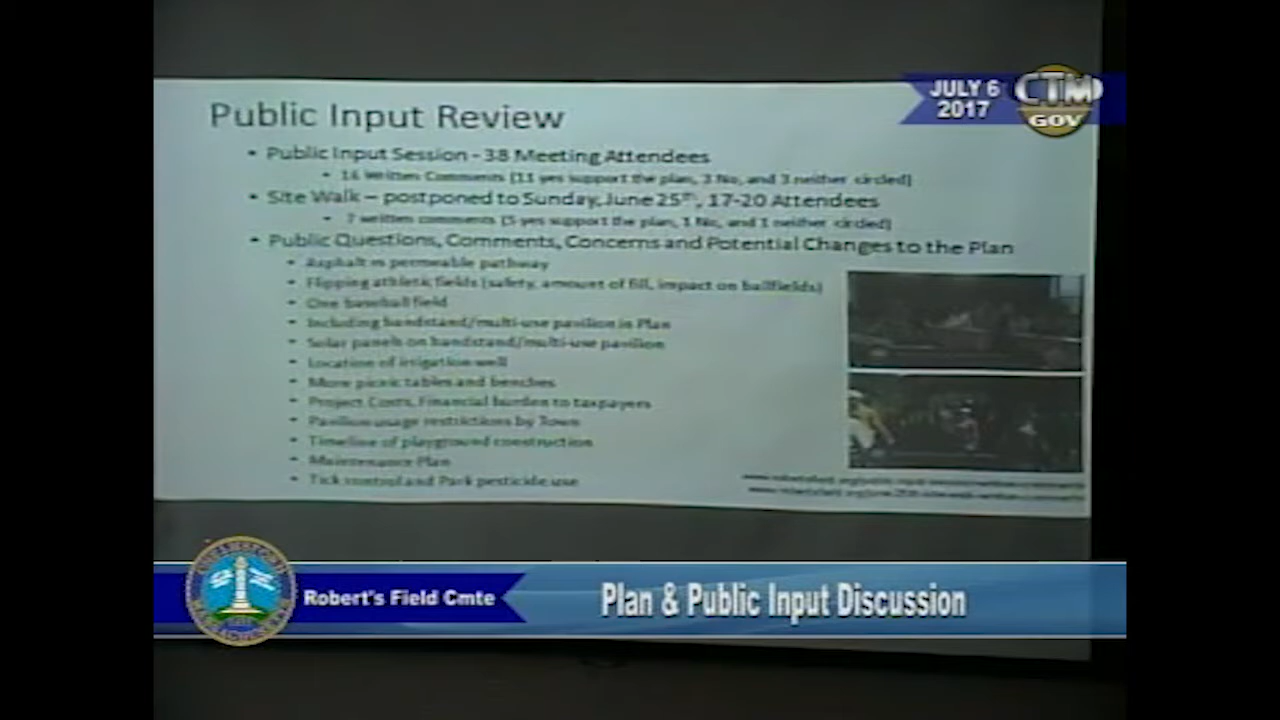 JULY 6
2017
CTM
GOV
Public Input Review
• Public Input Session - 38 Meeting Attendees
• 16 Written Comments (11 yes support the plan, 3 No, and 3 neither circled)
• Site Walk – postponed to Sunday, June 25th, 17-20 Attendees
• 7 written comments (5 yes support the plan, 1 No, and 1 neither circled)
• Public Questions, Comments, Concerns and Potential Changes to the Plan
• Asphalt vs permeable pathway
• Flipping athletic fields (safety, amount of fill, impact on ballfields)
• One baseball field
• Including bandstand/multi-use pavilion in Plan
• Solar panels on bandstand/multi-use pavilion
• Location of irrigation well
• More picnic tables and benches
• Project Costs, Financial burden to taxpayers
• Pavilion usage restrictions by Town
• Timeline of playground construction
• Maintenance Plan
• Tick control and Park pesticide use
Robert's Field Cmte
Plan & Public Input Discussion